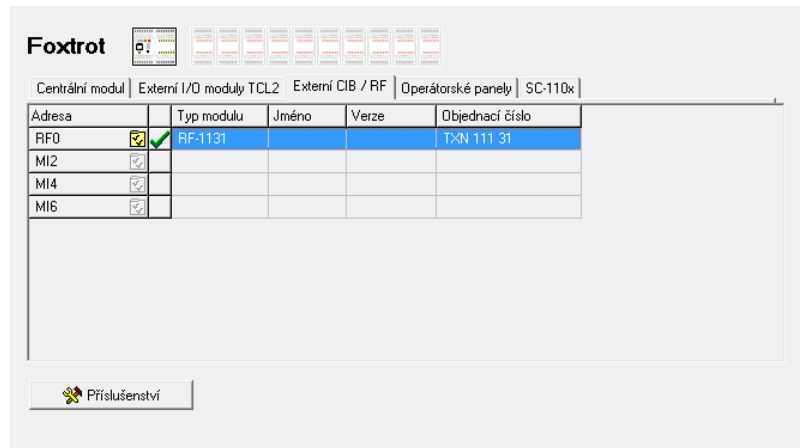 Foxtrot
Centrální modul Externí I/O moduly TCL2 Externí CIB / RF Operátorské panely SC-110x
Adresa Typ modulu Jméno Verze Objednací číslo
RF0 RF-1131 TXN 111 31
MI2
MI4
MI6
Příslušenství